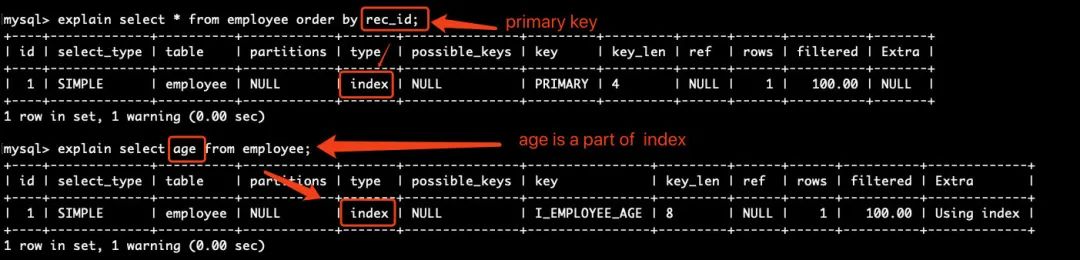 mysql> explain select * from employee order by rec_id;
primary key
+----+-------------+----------+------------+-------+---------------+---------+---------+------+------+----------+-------+
| id | select_type | table | partitions | type | possible_keys | key | key_len | ref | rows | filtered | Extra |
+----+-------------+----------+------------+-------+---------------+---------+---------+------+------+----------+-------+
| 1 | SIMPLE | employee | NULL | index | NULL | PRIMARY | 4 | NULL | 1 | 100.00 | NULL |
+----+-------------+----------+------------+-------+---------------+---------+---------+------+------+----------+-------+
1 row in set, 1 warning (0.00 sec)
mysql> explain select age from employee;
age is a part of index
+----+-------------+----------+------------+-------+---------------+----------------+---------+------+------+----------+-------------+
| id | select_type | table | partitions | type | possible_keys | key | key_len | ref | rows | filtered | Extra |
+----+-------------+----------+------------+-------+---------------+----------------+---------+------+------+----------+-------------+
| 1 | SIMPLE | employee | NULL | index | NULL | I_EMPLOYEE_AGE | 8 | NULL | 1 | 100.00 | Using index |
+----+-------------+----------+------------+-------+---------------+----------------+---------+------+------+----------+-------------+
1 row in set, 1 warning (0.00 sec)